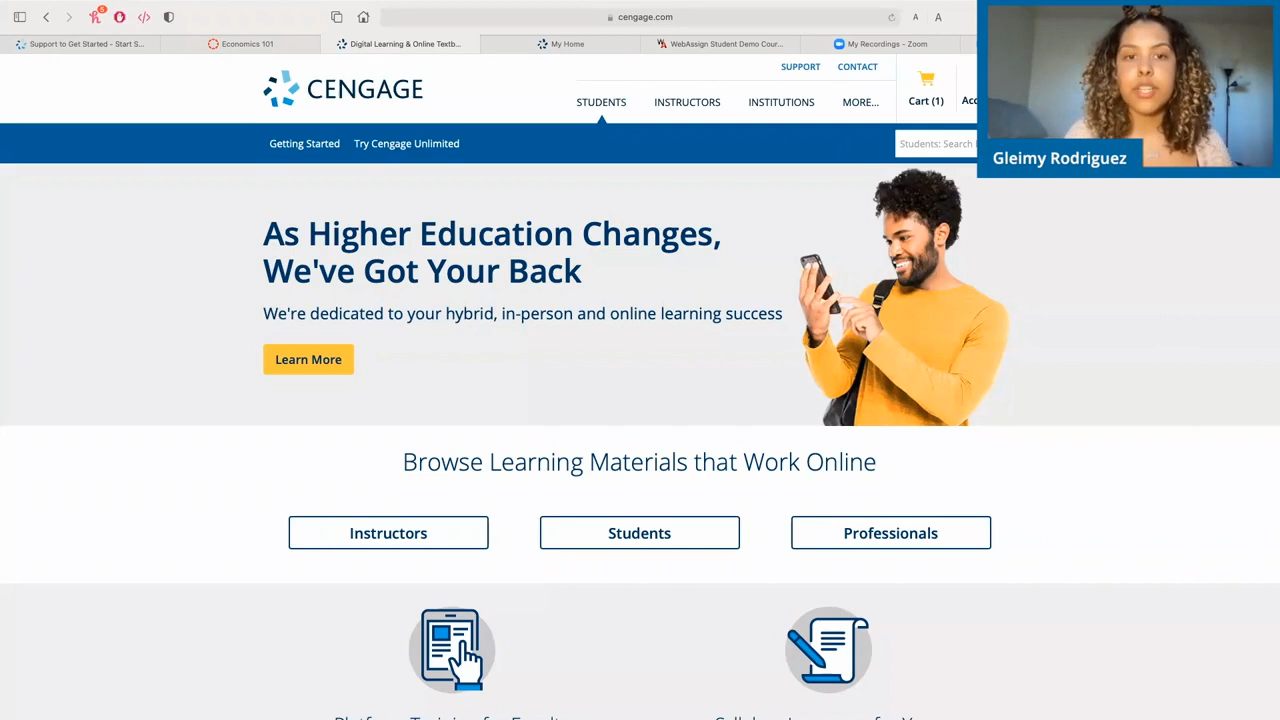 5
cengage.com
A
A
Support to Get Started - Start S...
Economics 101
Digital Learning & Online Textb...
My Home
WebAssign Student Demo Cour...
My Recordings - Zoom
SUPPORT
CONTACT
CENGAGE
STUDENTS
INSTRUCTORS
INSTITUTIONS
MORE...
Cart (1)
Acc
Getting Started
Try Cengage Unlimited
Students: Search
Gleimy Rodriguez
As Higher Education Changes,
We've Got Your Back
We're dedicated to your hybrid, in-person and online learning success
Learn More
Browse Learning Materials that Work Online
Instructors
Students
Professionals